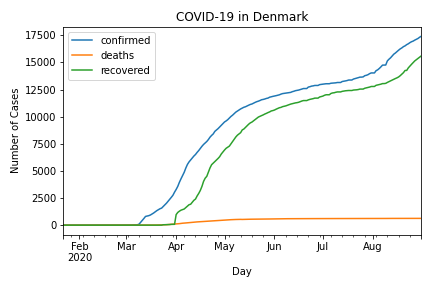 COVID-19 in Denmark
confirmed
deaths
recovered
17500
15000
12500
10000
7500
5000
2500
0
Number of Cases
Feb Mar Apr May Jun Jul Aug
2020
Day